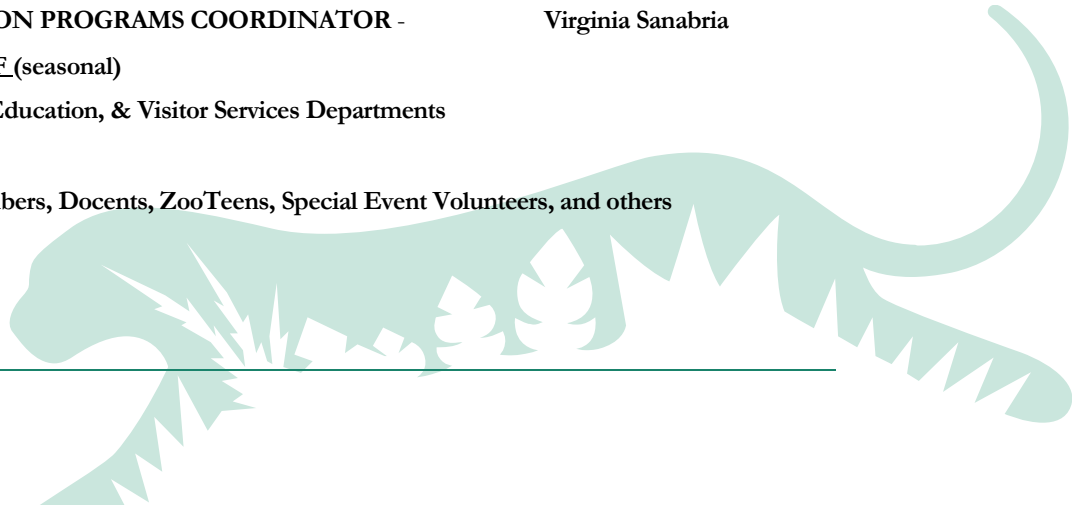 ON PROGRAMS COORDINATOR - Virginia Sanabria
F (seasonal)
Education, & Visitor Services Departments
bers, Docents, ZooTeens, Special Event Volunteers, and others